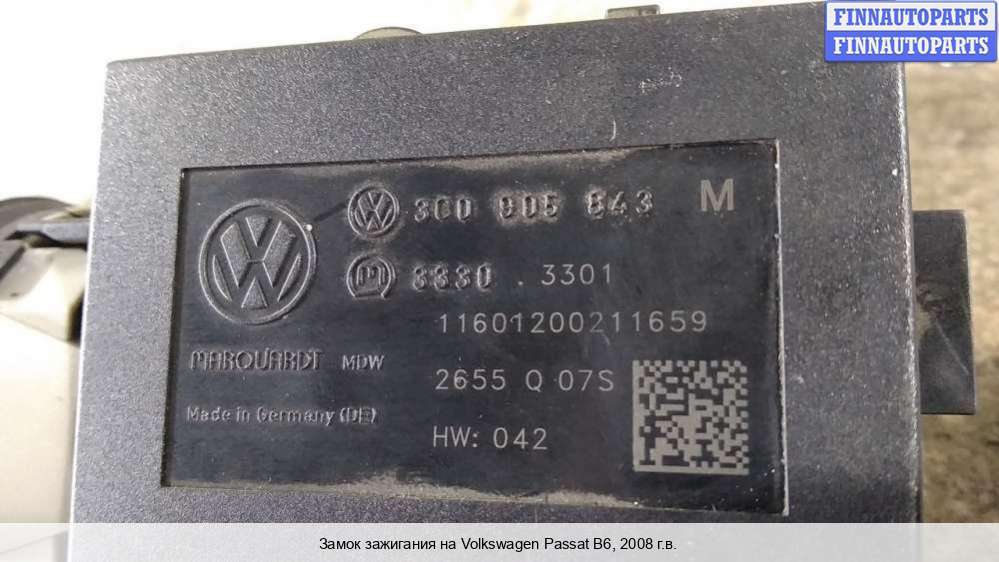 FINNAUTOPARTS
FINNAUTOPARTS
3C0 905 843 M
3330 . 3301
11601200211659
MARQUARDT MDW
2655 Q 07S
Made in Germany (DE)
HW: 042
Замок зажигания на Volkswagen Passat B6, 2008 г.в.